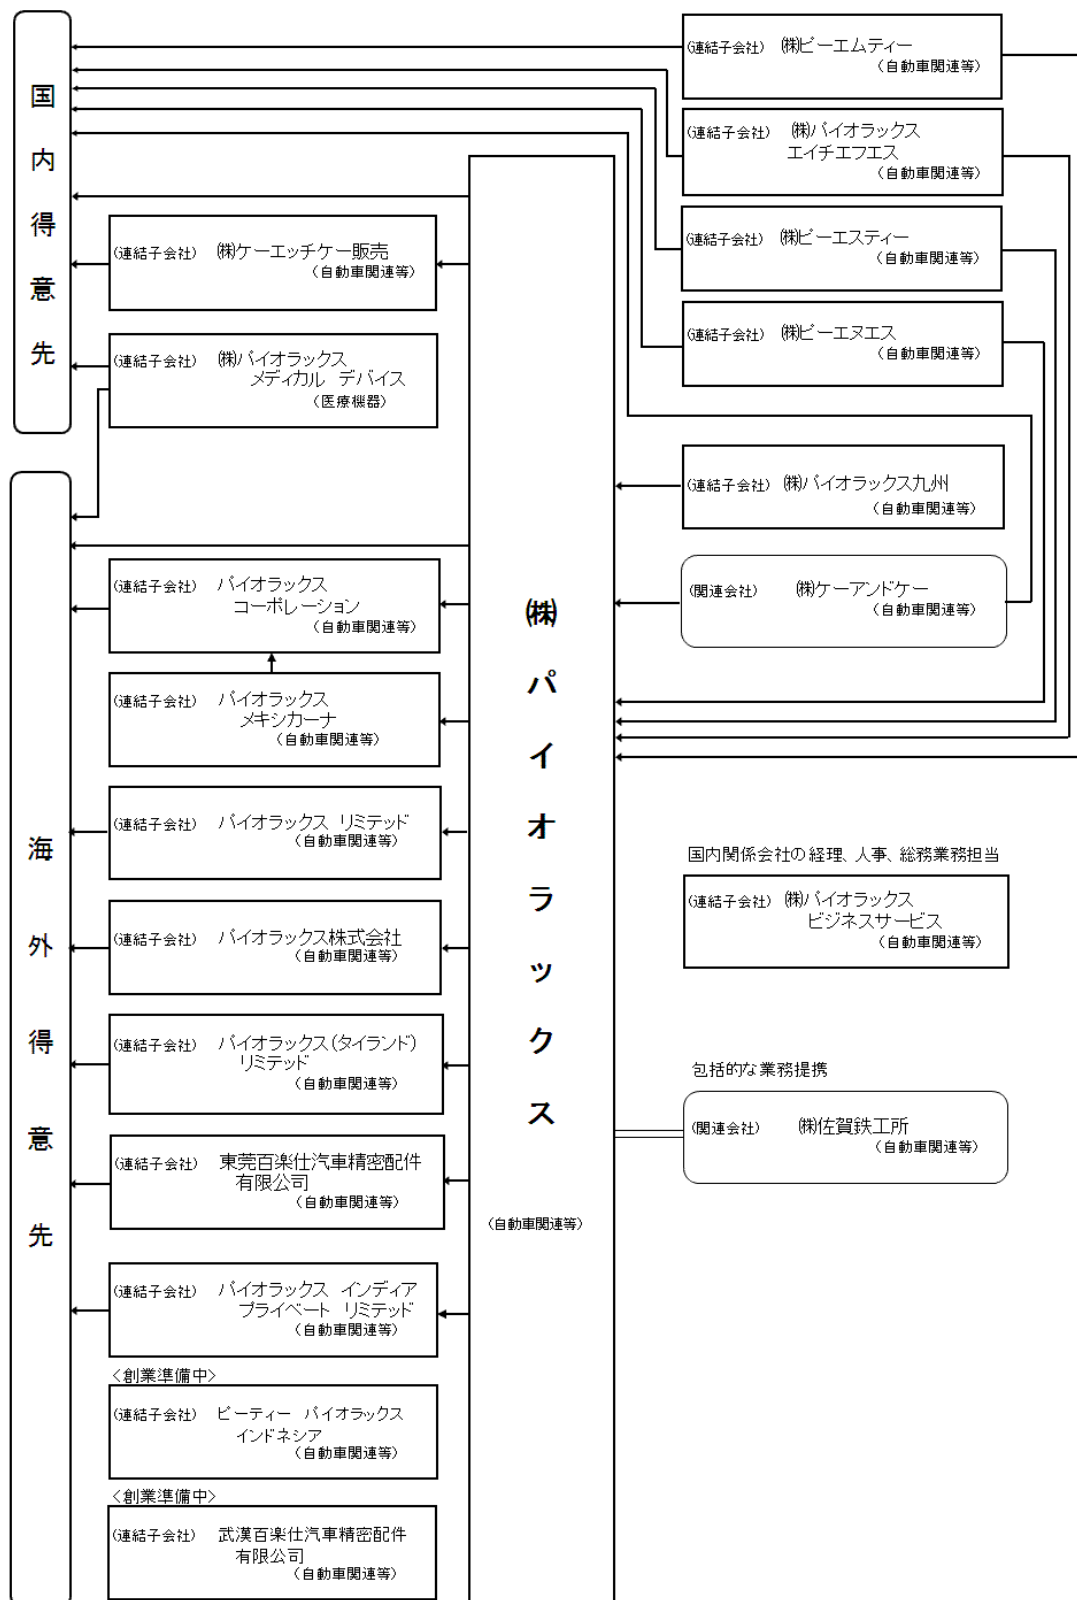 国内得意先
(連結子会社) ㈱ピーエムティー
(自動車関連等)
(連結子会社) ㈱パイオラックス
エイチエフエス
(自動車関連等)
(連結子会社) ㈱ピーエスティー
(自動車関連等)
(連結子会社) ㈱ピーエヌエス
(自動車関連等)
(連結子会社) ㈱パイオラックス九州
(自動車関連等)
(関連会社) ㈱ケーアンドケー
(自動車関連等)
国内関係会社の経理、人事、総務業務担当
(連結子会社) ㈱パイオラックス
ビジネスサービス
(自動車関連等)
包括的な業務提携
(関連会社) ㈱佐賀鉄工所
(自動車関連等)
㈱パイオラックス
(自動車関連等)
(連結子会社) ㈱ケーエッチケー販売
(自動車関連等)
(連結子会社) ㈱パイオラックス
メディカル デバイス
(医療機器)
海外得意先
(連結子会社) パイオラックス
コーポレーション
(自動車関連等)
(連結子会社) パイオラックス
メキシカーナ
(自動車関連等)
(連結子会社) パイオラックス リミテッド
(自動車関連等)
(連結子会社) パイオラックス株式会社
(自動車関連等)
(連結子会社) パイオラックス(タイランド)
リミテッド
(自動車関連等)
(連結子会社) 東莞百楽仕汽車精密配件
有限公司
(自動車関連等)
(連結子会社) パイオラックス インディア
プライベート リミテッド
(自動車関連等)
<創業準備中>
(連結子会社) ピーティー パイオラックス
インドネシア
(自動車関連等)
<創業準備中>
(連結子会社) 武漢百楽仕汽車精密配件
有限公司
(自動車関連等)